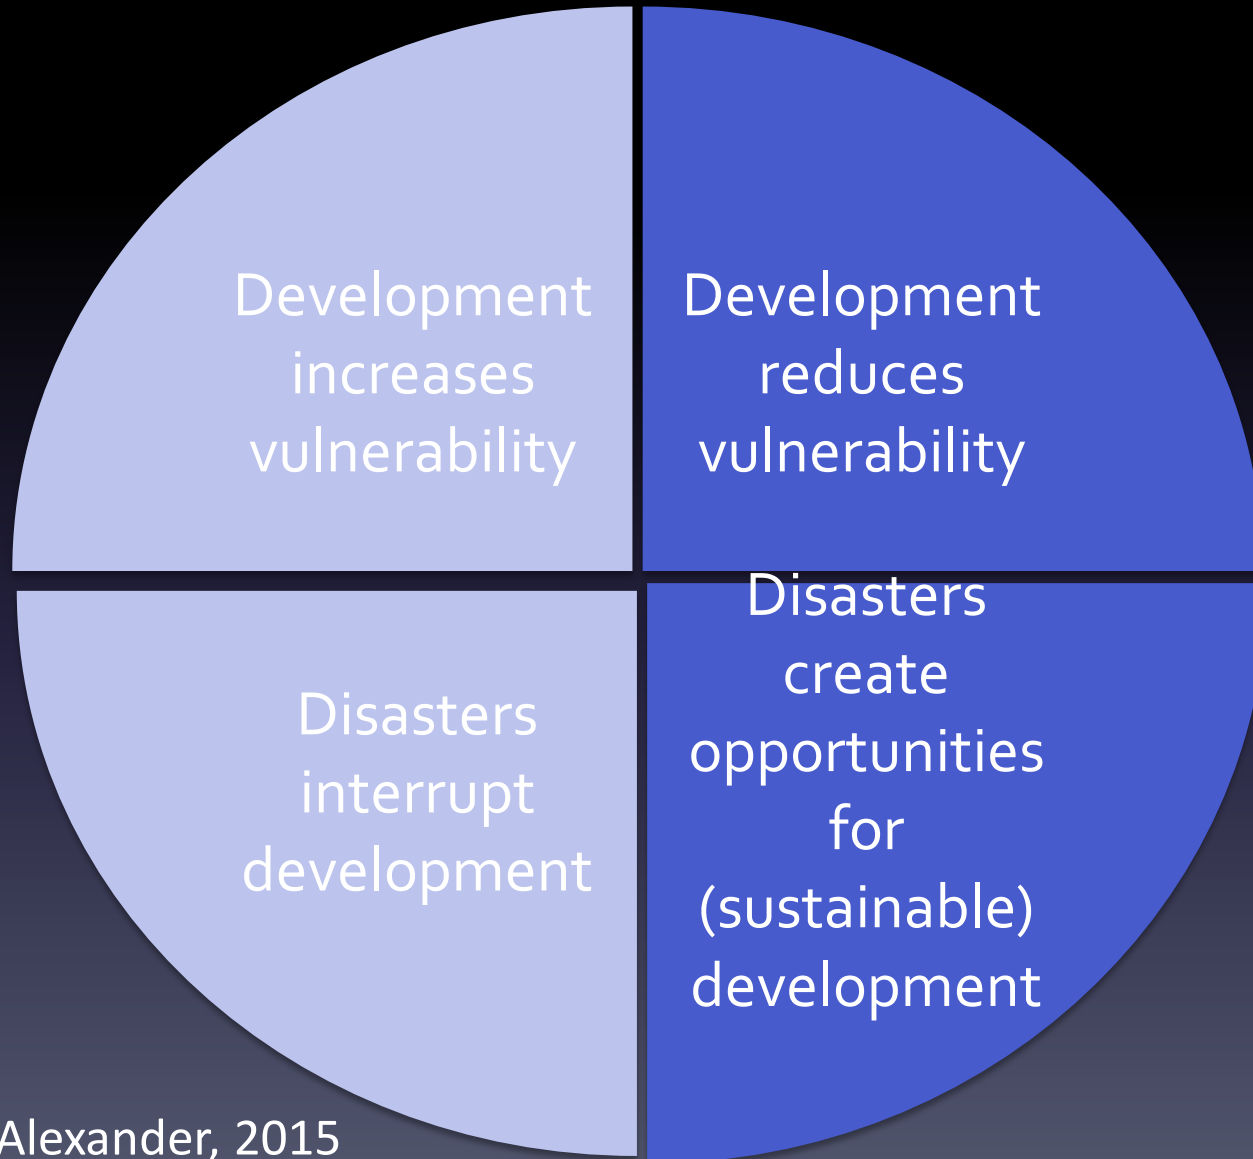 Development
increases
vulnerability
Development
reduces
vulnerability
Disasters
interrupt
development
Disasters
create
opportunities
for
(sustainable)
development
Alexander, 2015